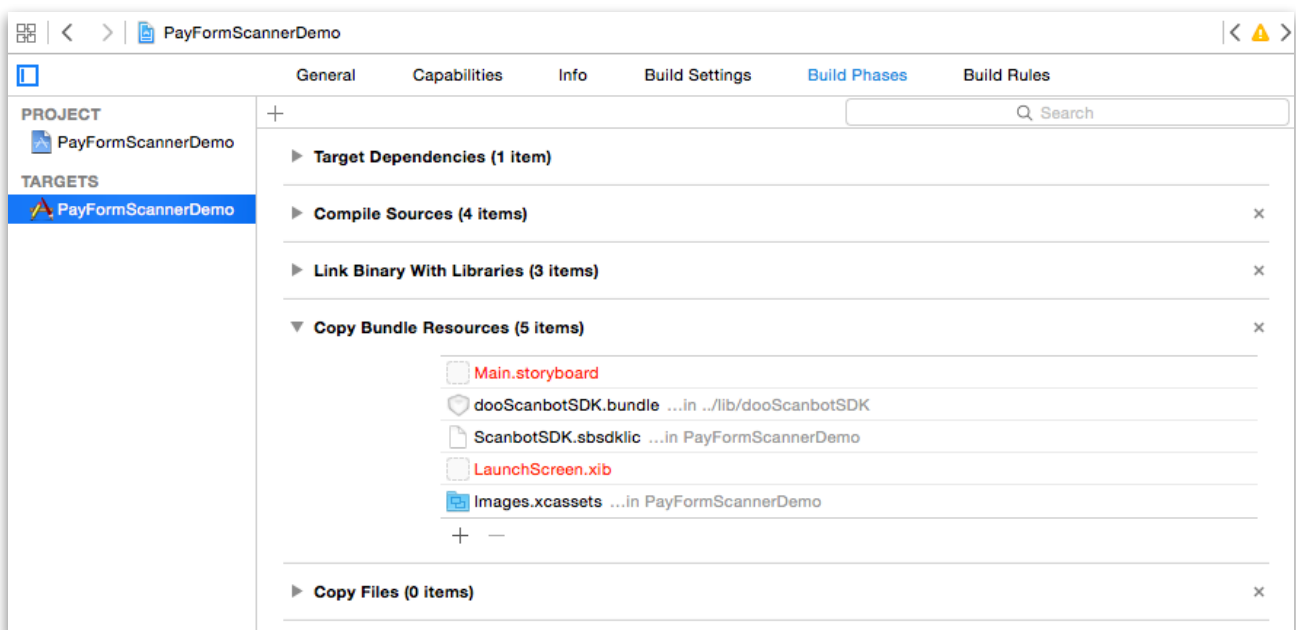 PayFormScannerDemo
General Capabilities Info Build Settings Build Phases Build Rules
PROJECT
PayFormScannerDemo
TARGETS
PayFormScannerDemo
Search
Target Dependencies (1 item)
Compile Sources (4 items)
Link Binary With Libraries (3 items)
Copy Bundle Resources (5 items)
Main.storyboard
dooScanbotSDK.bundle ...in ../lib/dooScanbotSDK
ScanbotSDK.sbsdklic ...in PayFormScannerDemo
LaunchScreen.xib
Images.xcassets ...in PayFormScannerDemo
Copy Files (0 items)